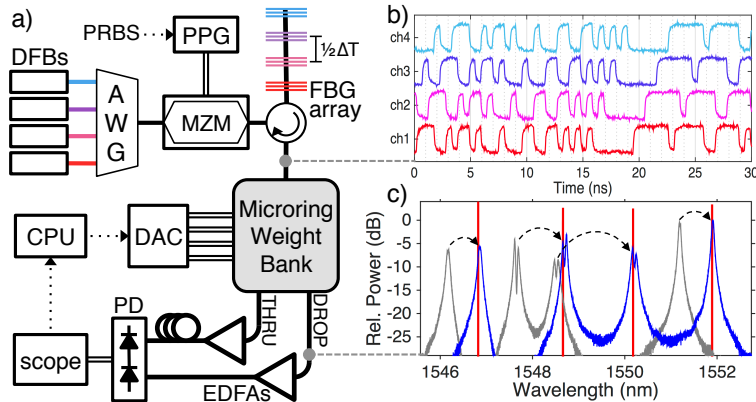 a)
PRBS
PPG
DFBs
A
W
G
MZM
½ΔT
FBG
array
CPU
DAC
Microring
Weight
Bank
THRU
DROP
PD
scope
EDFAs
b)
ch4
ch3
ch2
ch1
0 5 10 15 20 25 30
Time (ns)
c)
Rel. Power (dB)
0
-5
-10
-15
-20
-25
1546 1548 1550 1552
Wavelength (nm)